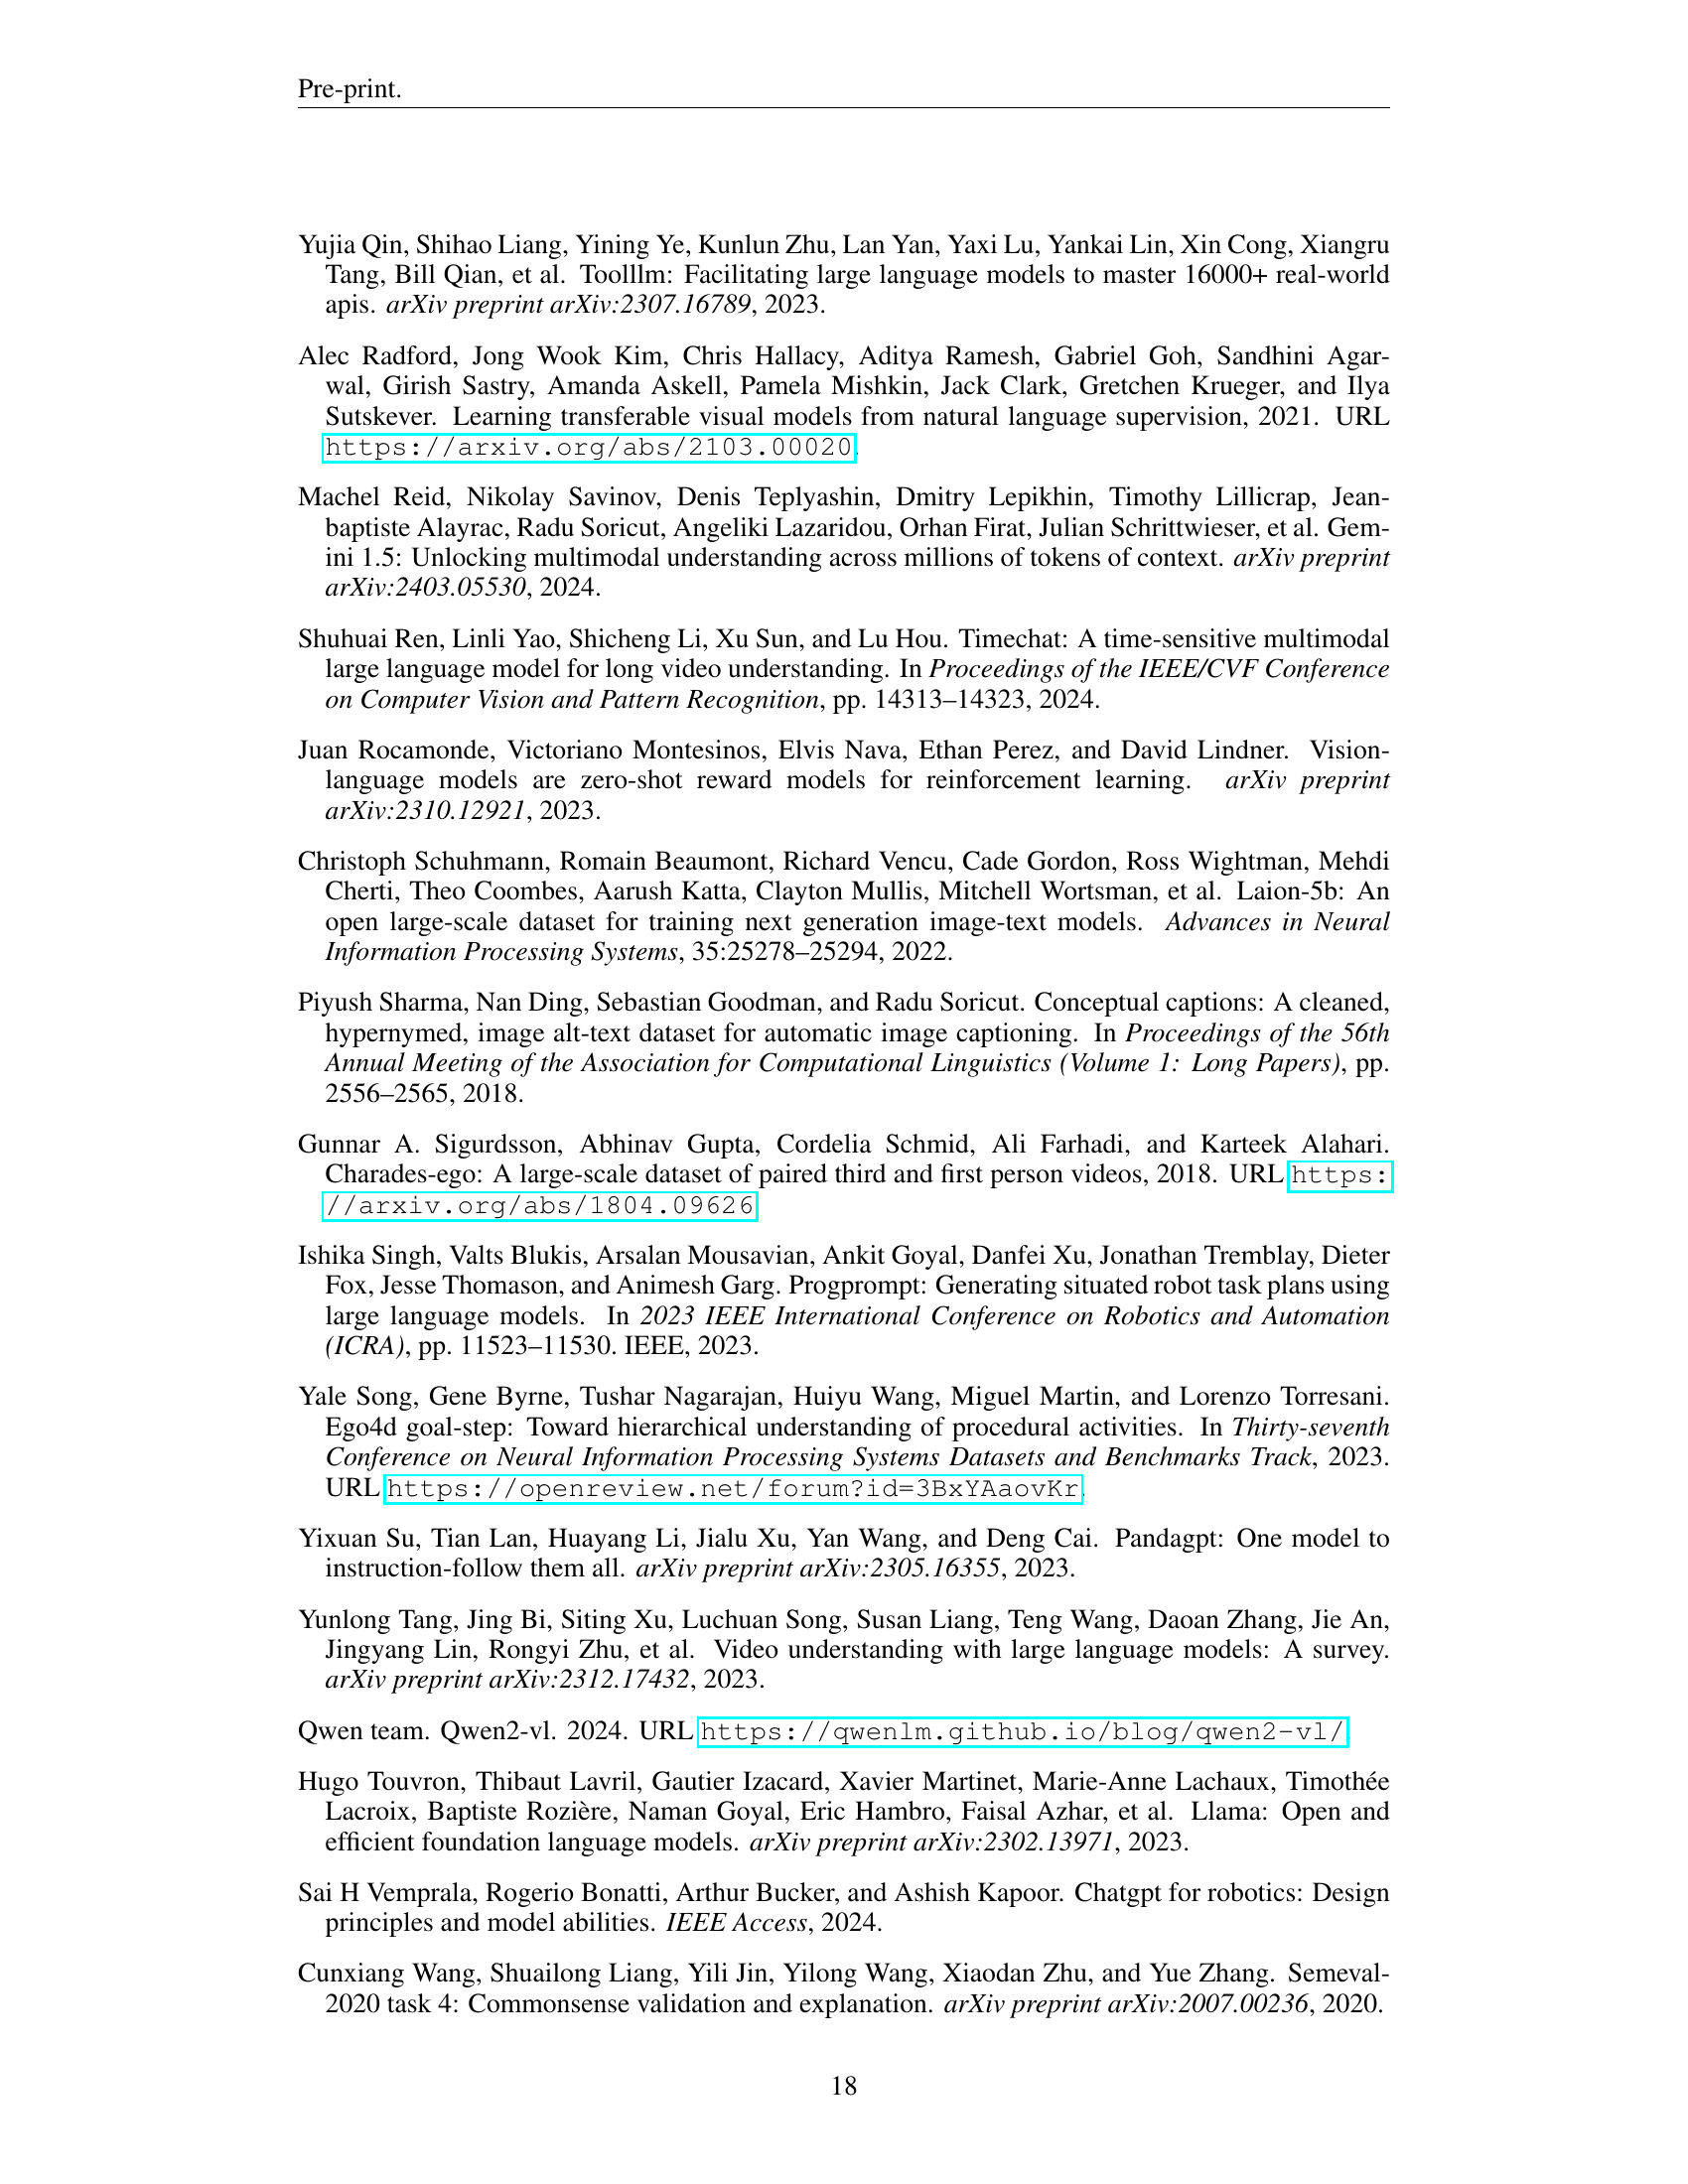 Pre-print.
Yujia Qin, Shihao Liang, Yining Ye, Kunlun Zhu, Lan Yan, Yaxi Lu, Yankai Lin, Xin Cong, Xiangru
Tang, Bill Qian, et al. Toolllm: Facilitating large language models to master 16000+ real-world
apis. arXiv preprint arXiv:2307.16789, 2023.
Alec Radford, Jong Wook Kim, Chris Hallacy, Aditya Ramesh, Gabriel Goh, Sandhini Agar-
wal, Girish Sastry, Amanda Askell, Pamela Mishkin, Jack Clark, Gretchen Krueger, and Ilya
Sutskever. Learning transferable visual models from natural language supervision, 2021. URL
https://arxiv.org/abs/2103.00020.
Machel Reid, Nikolay Savinov, Denis Teplyashin, Dmitry Lepikhin, Timothy Lillicrap, Jean-
baptiste Alayrac, Radu Soricut, Angeliki Lazaridou, Orhan Firat, Julian Schrittwieser, et al. Gem-
ini 1.5: Unlocking multimodal understanding across millions of tokens of context. arXiv preprint
arXiv:2403.05530, 2024.
Shuhuai Ren, Linli Yao, Shicheng Li, Xu Sun, and Lu Hou. Timechat: A time-sensitive multimodal
large language model for long video understanding. In Proceedings of the IEEE/CVF Conference
on Computer Vision and Pattern Recognition, pp. 14313–14323, 2024.
Juan Rocamonde, Victoriano Montesinos, Elvis Nava, Ethan Perez, and David Lindner. Vision-
language models are zero-shot reward models for reinforcement learning. arXiv preprint
arXiv:2310.12921, 2023.
Christoph Schuhmann, Romain Beaumont, Richard Vencu, Cade Gordon, Ross Wightman, Mehdi
Cherti, Theo Coombes, Aarush Katta, Clayton Mullis, Mitchell Wortsman, et al. Laion-5b: An
open large-scale dataset for training next generation image-text models. Advances in Neural
Information Processing Systems, 35:25278–25294, 2022.
Piyush Sharma, Nan Ding, Sebastian Goodman, and Radu Soricut. Conceptual captions: A cleaned,
hypernymed, image alt-text dataset for automatic image captioning. In Proceedings of the 56th
Annual Meeting of the Association for Computational Linguistics (Volume 1: Long Papers), pp.
2556–2565, 2018.
Gunnar A. Sigurdsson, Abhinav Gupta, Cordelia Schmid, Ali Farhadi, and Karteek Alahari.
Charades-ego: A large-scale dataset of paired third and first person videos, 2018. URL https:
//arxiv.org/abs/1804.09626.
Ishika Singh, Valts Blukis, Arsalan Mousavian, Ankit Goyal, Danfei Xu, Jonathan Tremblay, Dieter
Fox, Jesse Thomason, and Animesh Garg. Progprompt: Generating situated robot task plans using
large language models. In 2023 IEEE International Conference on Robotics and Automation
(ICRA), pp. 11523–11530. IEEE, 2023.
Yale Song, Gene Byrne, Tushar Nagarajan, Huiyu Wang, Miguel Martin, and Lorenzo Torresani.
Ego4d goal-step: Toward hierarchical understanding of procedural activities. In Thirty-seventh
Conference on Neural Information Processing Systems Datasets and Benchmarks Track, 2023.
URL https://openreview.net/forum?id=3BxYAaovKr.
Yixuan Su, Tian Lan, Huayang Li, Jialu Xu, Yan Wang, and Deng Cai. Pandagpt: One model to
instruction-follow them all. arXiv preprint arXiv:2305.16355, 2023.
Yunlong Tang, Jing Bi, Siting Xu, Luchuan Song, Susan Liang, Teng Wang, Daoan Zhang, Jie An,
Jingyang Lin, Rongyi Zhu, et al. Video understanding with large language models: A survey.
arXiv preprint arXiv:2312.17432, 2023.
Qwen team. Qwen2-vl. 2024. URL https://qwenlm.github.io/blog/qwen2-vl/.
Hugo Touvron, Thibaut Lavril, Gautier Izacard, Xavier Martinet, Marie-Anne Lachaux, Timothée
Lacroix, Baptiste Rozière, Naman Goyal, Eric Hambro, Faisal Azhar, et al. Llama: Open and
efficient foundation language models. arXiv preprint arXiv:2302.13971, 2023.
Sai H Vemprala, Rogerio Bonatti, Arthur Bucker, and Ashish Kapoor. Chatgpt for robotics: Design
principles and model abilities. IEEE Access, 2024.
Cunxiang Wang, Shuailong Liang, Yili Jin, Yilong Wang, Xiaodan Zhu, and Yue Zhang. Semeval-
2020 task 4: Commonsense validation and explanation. arXiv preprint arXiv:2007.00236, 2020.
18